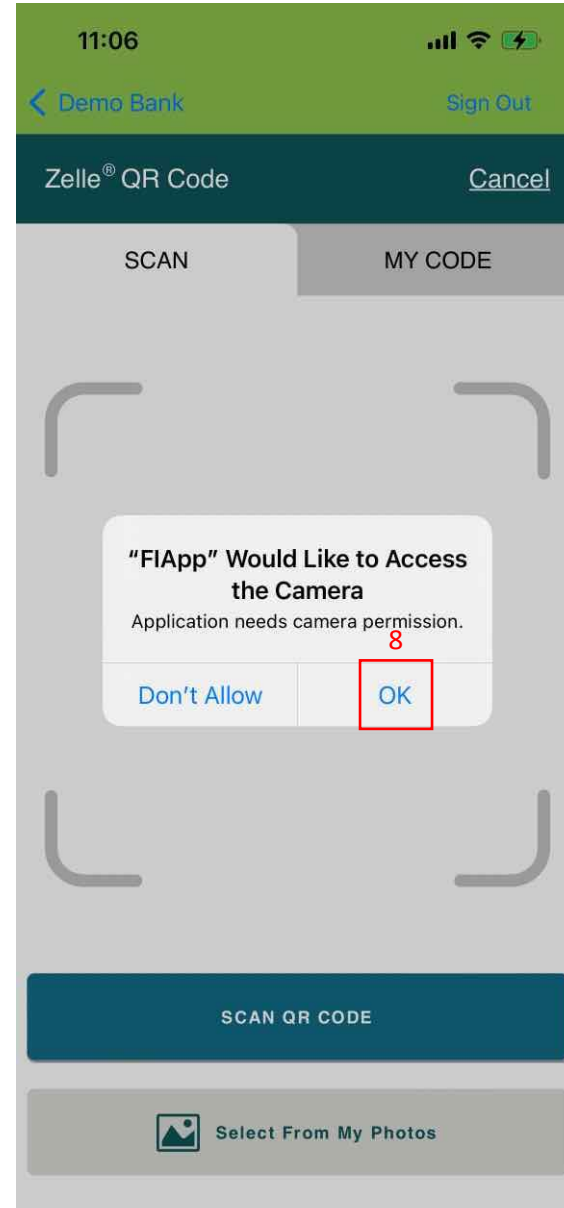 11:06
Demo Bank Sign Out
Zelle® QR Code Cancel
SCAN MY CODE
“FIApp” Would Like to Access
the Camera
Application needs camera permission.
8
Don’t Allow OK
SCAN QR CODE
Select From My Photos